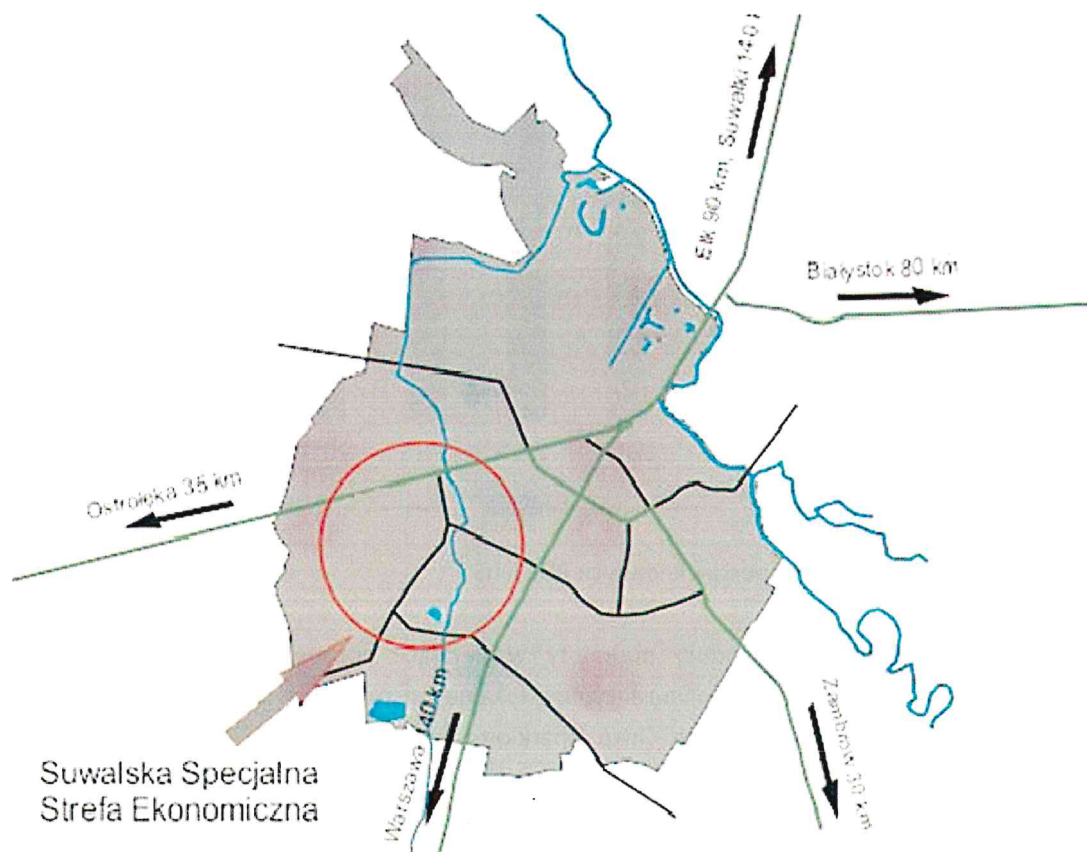 Ełk 90 km, Suwałki 140
Białystok 80 km
Ostrołęka 35 km
Warszawa 140 km
Zambrów 30 km
Suwalska Specjalna
Strefa Ekonomiczna